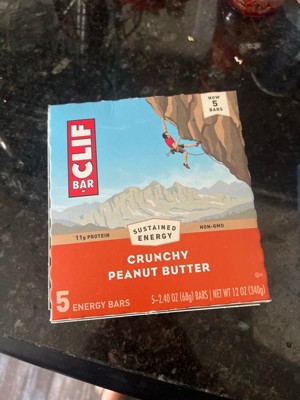 NOW
5
BARS
CLIF
BAR
11g PROTEIN
SUSTAINED
ENERGY
NON-GMO
CRUNCHY
PEANUT BUTTER
5 ENERGY BARS
5-2.40 OZ (68g) BARS | NET WT 12 OZ (340g)